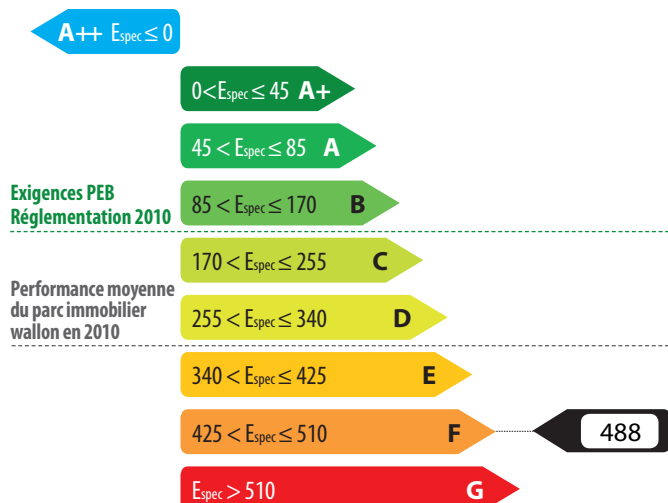 A++ Espec ≤ 0
0<Espec ≤ 45 A+
45 < Espec ≤ 85 A
Exigences PEB
Réglementation 2010
85 < Espec ≤ 170 B
170 < Espec ≤ 255 C
Performance moyenne
du parc immobilier
wallon en 2010
255 < Espec ≤ 340 D
340 < Espec ≤ 425 E
425 < Espec ≤ 510 F
488
Espec > 510 G